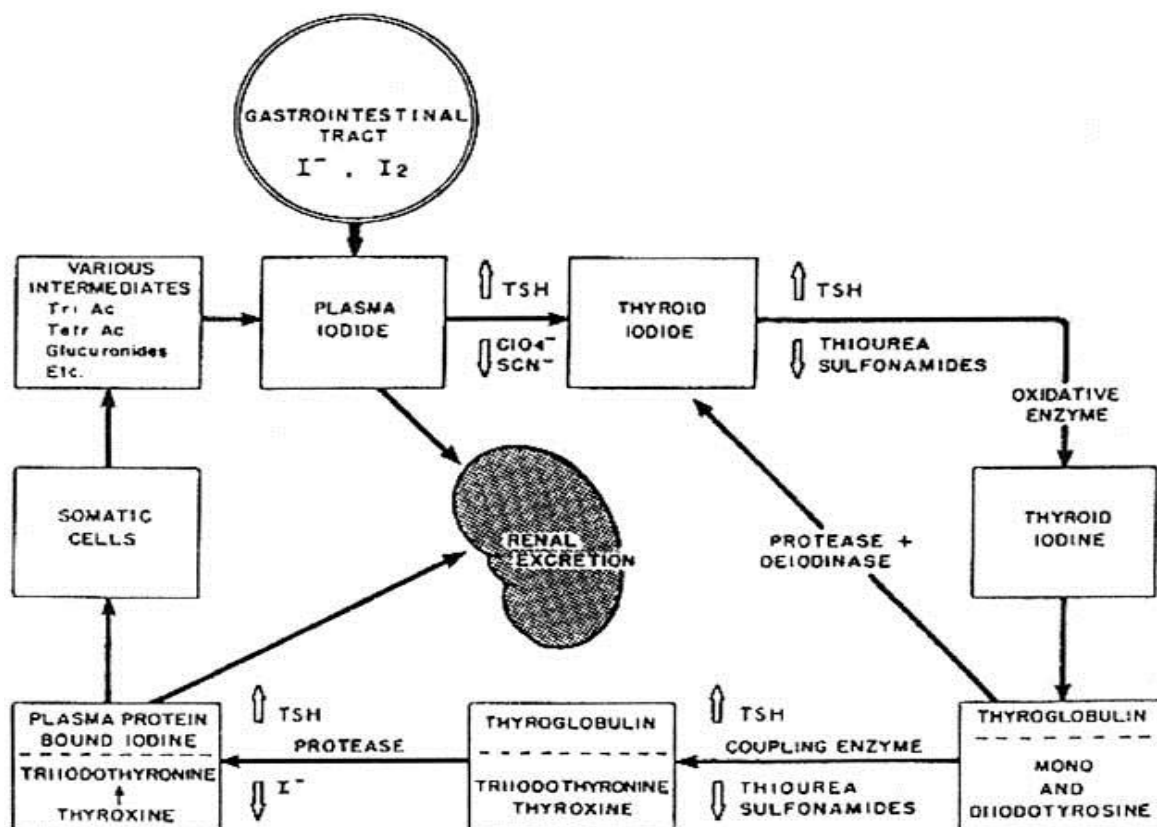 GASTROINTESTINAL
TRACT
I⁻ , I₂
VARIOUS
INTERMEDIATES
Tri Ac
Tetr Ac
Glucuronides
Etc.
PLASMA
IODIDE
TSH
ClO4⁻
SCN⁻
THYROID
IODIDE
TSH
THIOUREA
SULFONAMIDES
OXIDATIVE
ENZYME
SOMATIC
CELLS
RENAL
EXCRETION
PROTEASE +
DEIODINASE
THYROID
IODINE
PLASMA PROTEIN
BOUND IODINE
TRIIODOTHYRONINE
THYROXINE
TSH
PROTEASE
I⁻
THYROGLOBULIN
TRIIODOTHYRONINE
THYROXINE
TSH
COUPLING ENZYME
THIOUREA
SULFONAMIDES
THYROGLOBULIN
MONO
AND
DIIODOTYROSINE